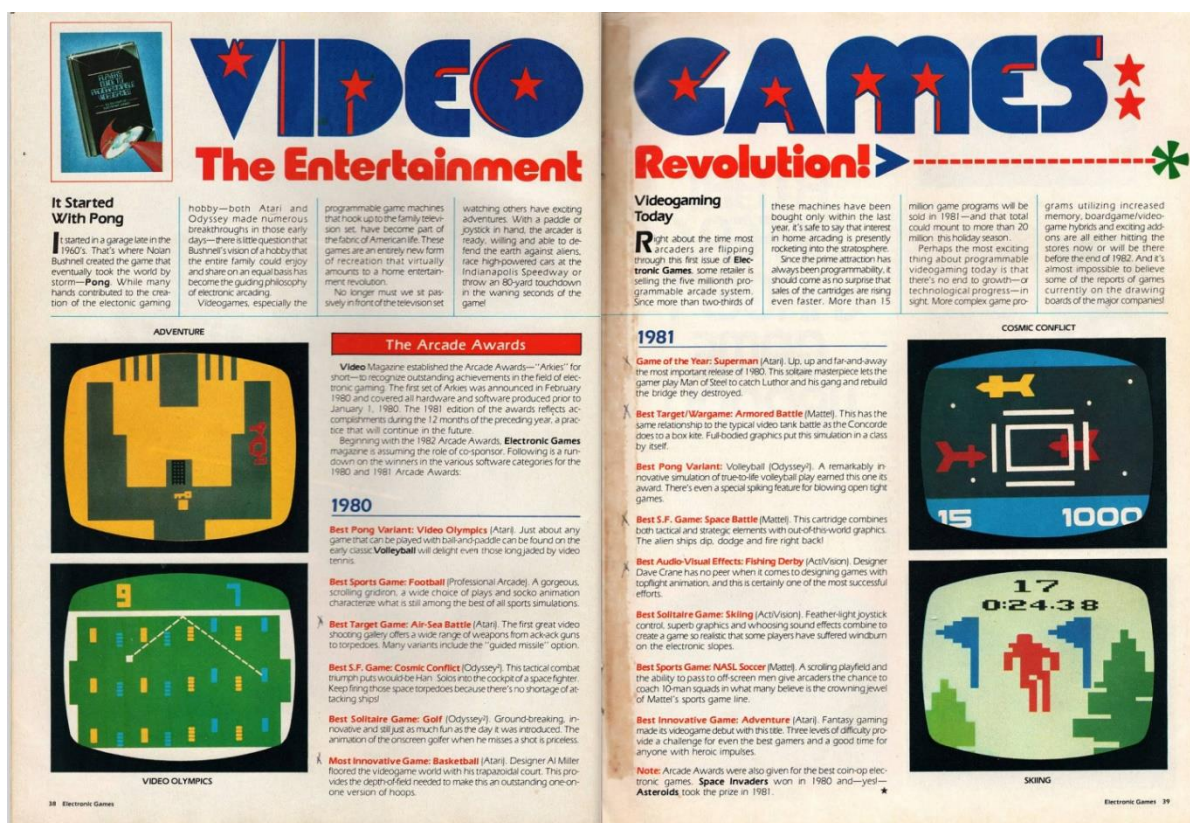 VIDEO GAMES:
The Entertainment Revolution!
It Started
With Pong
It started in a garage late in the
1960's. That's where Nolan
Bushnell created the game that
eventually took the world by
storm—Pong. While many
hands contributed to the crea-
tion of the electronic gaming
hobby—both Atari and
Odyssey made numerous
breakthroughs in those early
days—there is little question that
Bushnell's vision of a hobby that
the entire family could enjoy
and share on an equal basis has
become the guiding philosophy
of electronic arcading.
Videogames, especially the
programmable game machines
that hook up to the family televi-
sion set, have become part of
the fabric of American life. These
games are an entirely new form
of recreation that virtually
amounts to a home entertain-
ment revolution.
No longer must we sit pas-
sively in front of the television set
watching others have exciting
adventures. With a paddle or
joystick in hand, the arcader is
ready, willing and able to de-
fend the earth against aliens,
race high-powered cars at the
Indianapolis Speedway or
throw an 80-yard touchdown
in the waning seconds of the
game!
ADVENTURE
9 7
VIDEO OLYMPICS
The Arcade Awards
Video Magazine established the Arcade Awards—"Arkies" for
short—to recognize outstanding achievements in the field of elec-
tronic gaming. The first set of Arkies was announced in February
1980 and covered all hardware and software produced prior to
January 1, 1980. The 1981 edition of the awards reflects ac-
complishments during the 12 months of the preceding year, a prac-
tice that will continue in the future.
Beginning with the 1982 Arcade Awards, Electronic Games
magazine is assuming the role of co-sponsor. Following is a run-
down on the winners in the various software categories for the
1980 and 1981 Arcade Awards:
1980
Best Pong Variant: Video Olympics (Atari). Just about any
game that can be played with ball-and-paddle can be found on the
early classic Volleyball will delight even those long jaded by video
tennis.
Best Sports Game: Football (Professional Arcade). A gorgeous,
scrolling gridiron, a wide choice of plays and socko animation
characterize what is still among the best of all sports simulations.
Best Target Game: Air-Sea Battle (Atari). The first great video
shooting gallery offers a wide range of weapons from ack-ack guns
to torpedoes. Many variants include the "guided missile" option.
Best S.F. Game: Cosmic Conflict (Odyssey²). This tactical combat
triumph puts would-be Han Solos into the cockpit of a space fighter.
Keep firing those space torpedoes because there's no shortage of at-
tacking ships!
Best Solitaire Game: Golf (Odyssey²). Ground-breaking, in-
novative and still just as much fun as the day it was introduced. The
animation of the onscreen golfer when he misses a shot is priceless.
Most Innovative Game: Basketball (Atari). Designer Al Miller
floored the videogame world with his trapazoidal court. This pro-
vides the depth-of-field needed to make this an outstanding one-on-
one version of hoops.
38 Electronic Games
Videogaming
Today
Right about the time most
arcaders are flipping
through this first issue of Elec-
tronic Games, some retailer is
selling the five millionth pro-
grammable arcade system.
Since more than two-thirds of
these machines have been
bought only within the last
year, it's safe to say that interest
in home arcading is presently
rocketing into the stratosphere.
Since the prime attraction has
always been programmability, it
should come as no surprise that
sales of the cartridges are rising
even faster. More than 15
million game programs will be
sold in 1981—and that total
could mount to more than 20
million this holiday season.
Perhaps the most exciting
thing about programmable
videogaming today is that
there's no end to growth—or
technological progress—in
sight. More complex game pro-
grams utilizing increased
memory, boardgame/video-
game hybrids and exciting add-
ons are all either hitting the
stores now or will be there
before the end of 1982. And it's
almost impossible to believe
some of the reports of games
currently on the drawing
boards of the major companies!
1981
Game of the Year: Superman (Atari). Up, up and far-and-away
the most important release of 1980. This solitaire masterpiece lets the
gamer play Man of Steel to catch Luthor and his gang and rebuild
the bridge they destroyed.
Best Target/Wargame: Armored Battle (Mattel). This has the
same relationship to the typical video tank battle as the Concorde
does to a box kite. Full-bodied graphics put this simulation in a class
by itself.
Best Pong Variant: Volleyball (Odyssey²). A remarkably in-
novative simulation of true-to-life volleyball play earned this one its
award. There's even a special spiking feature for blowing open tight
games.
Best S.F. Game: Space Battle (Mattel). This cartridge combines
both tactical and strategic elements with out-of-this-world graphics.
The alien ships dip, dodge and fire right back!
Best Audio-Visual Effects: Fishing Derby (ActiVision). Designer
Dave Crane has no peer when it comes to designing games with
topflight animation, and this is certainly one of the most successful
efforts.
Best Solitaire Game: Skiing (ActiVision). Feather-light joystick
control, superb graphics and whoosing sound effects combine to
create a game so realistic that some players have suffered windburn
on the electronic slopes.
Best Sports Game: NASL Soccer (Mattel). A scrolling playfield and
the ability to pass to off-screen men give arcaders the chance to
coach 10-man squads in what many believe is the crowning jewel
of Mattel's sports game line.
Best Innovative Game: Adventure (Atari). Fantasy gaming
made its videogame debut with this title. Three levels of difficulty pro-
vide a challenge for even the best gamers and a good time for
anyone with heroic impulses.
Note: Arcade Awards were also given for the best coin-op elec-
tronic games. Space Invaders won in 1980 and—yes!—
Asteroids took the prize in 1981.
COSMIC CONFLICT
15 1000
17
0:24.38
SKIING
Electronic Games 39